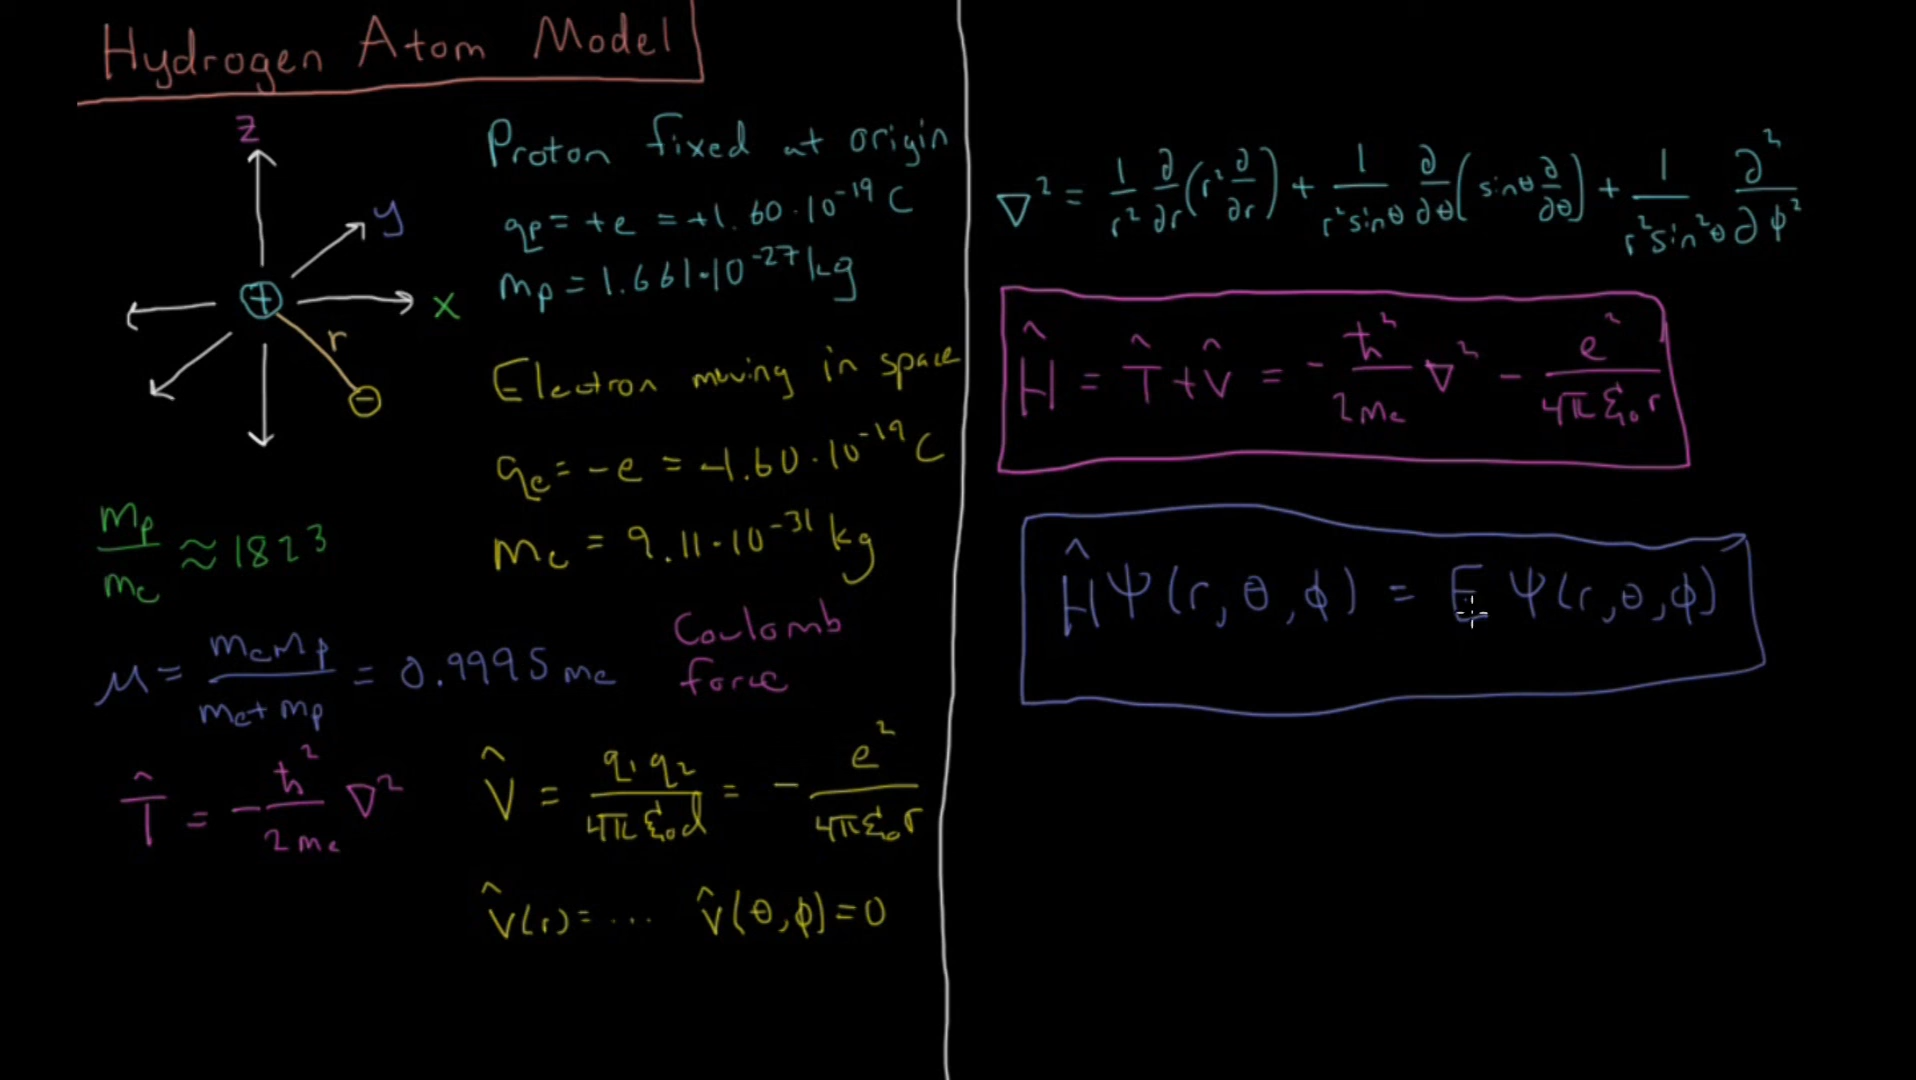 Hydrogen Atom Model
z
y
x
r
+
−
Proton fixed at origin
qₚ = +e = +1.60·10⁻¹⁹ C
mₚ = 1.661·10⁻²⁷ kg
Electron moving in space
qₑ = −e = −1.60·10⁻¹⁹ C
mₑ = 9.11·10⁻³¹ kg
mₚ/mₑ ≈ 1823
μ = mₑmₚ/(mₑ+mₚ) = 0.9995 mₑ
Coulomb
force
T̂ = −ħ²/2mₑ ∇²
V̂ = q₁q₂/4πε₀d = − e²/4πε₀r
V̂(r) = ... V̂(θ,φ) = 0
∇² = 1/r² ∂/∂r (r² ∂/∂r) + 1/r²sinθ ∂/∂θ (sinθ ∂/∂θ) + 1/r²sin²θ ∂²/∂φ²
Ĥ = T̂ + V̂ = −ħ²/2mₑ ∇² − e²/4πε₀r
ĤΨ(r,θ,φ) = E Ψ(r,θ,φ)